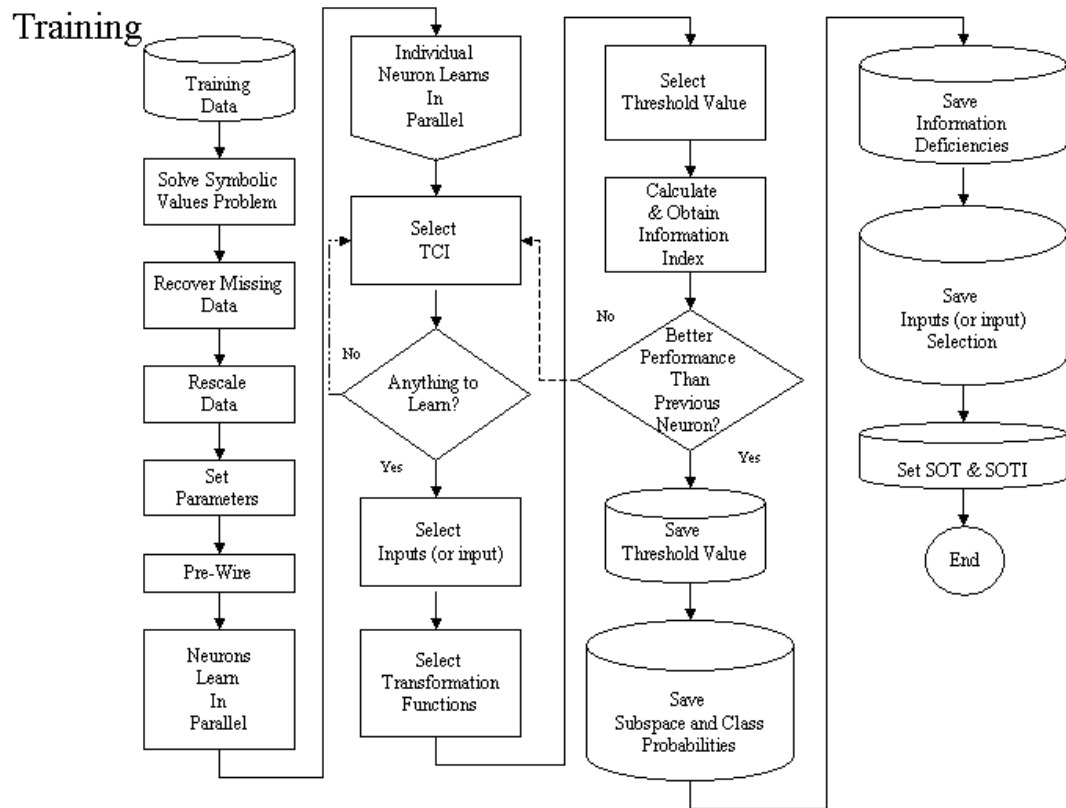 Training
Training
Data
Solve Symbolic
Values Problem
Recover Missing
Data
Rescale
Data
Set
Parameters
Pre-Wire
Neurons
Learn
In
Parallel
Individual
Neuron Learns
In
Parallel
Select
TCI
No
Anything to
Learn?
Yes
Select
Inputs (or input)
Select
Transformation
Functions
Select
Threshold Value
Calculate
& Obtain
Information
Index
No
Better
Performance
Than
Previous
Neuron?
Yes
Save
Threshold Value
Save
Subspace and Class
Probabilities
Save
Information
Deficiencies
Save
Inputs (or input)
Selection
Set SOT & SOTI
End